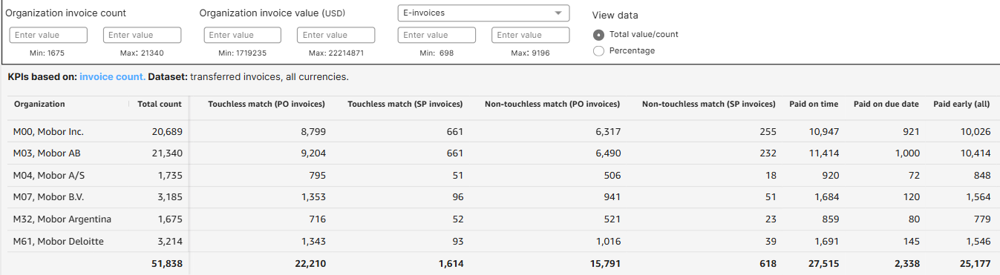 Organization invoice count Organization invoice value (USD) E-invoices View data
Enter value Enter value Enter value Enter value Enter value Enter value Total value/count
Min: 1675 Max: 21340 Min: 1719235 Max: 22214871 Min: 698 Max: 9196 Percentage
KPIs based on: invoice count. Dataset: transferred invoices, all currencies.
Organization Total count Touchless match (PO invoices) Touchless match (SP invoices) Non-touchless match (PO invoices) Non-touchless match (SP invoices) Paid on time Paid on due date Paid early (all)
M00, Mobor Inc. 20,689 8,799 661 6,317 255 10,947 921 10,026
M03, Mobor AB 21,340 9,204 661 6,490 232 11,414 1,000 10,414
M04, Mobor A/S 1,735 795 51 506 18 920 72 848
M07, Mobor B.V. 3,185 1,353 96 941 51 1,684 120 1,564
M32, Mobor Argentina 1,675 716 52 521 23 859 80 779
M61, Mobor Deloitte 3,214 1,343 93 1,016 39 1,691 145 1,546
51,838 22,210 1,614 15,791 618 27,515 2,338 25,177